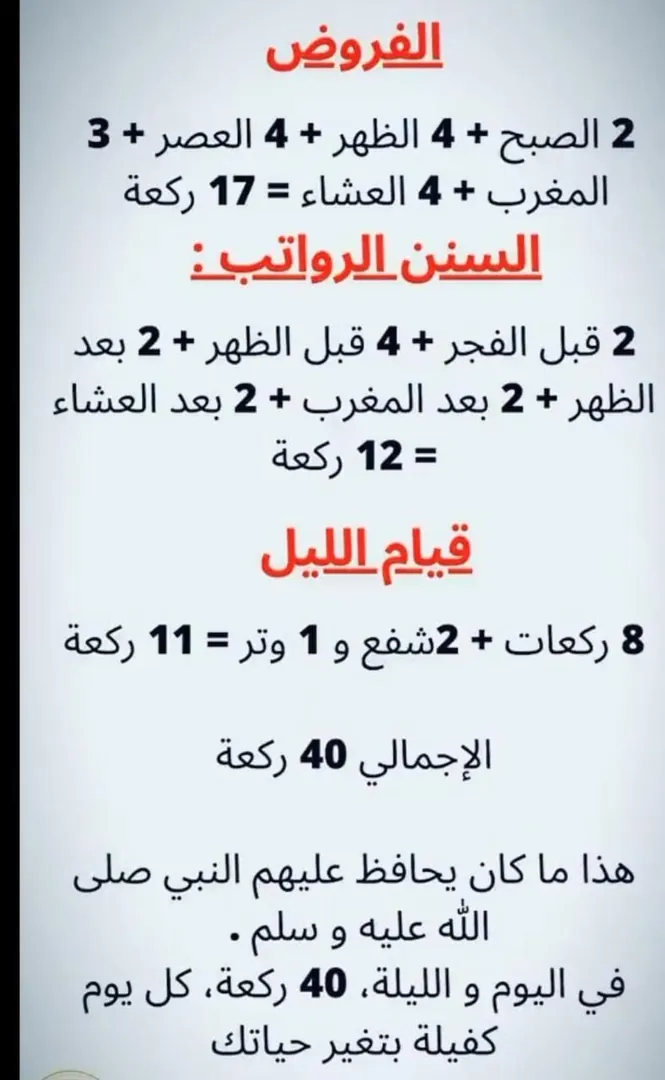 الفروض
2 الصبح + 4 الظهر + 4 العصر + 3
المغرب + 4 العشاء = 17 ركعة
السنن الرواتب :
2 قبل الفجر + 4 قبل الظهر + 2 بعد
الظهر + 2 بعد المغرب + 2 بعد العشاء
= 12 ركعة
قيام الليل
8 ركعات + 2شفع و 1 وتر = 11 ركعة
الإجمالي 40 ركعة
هذا ما كان يحافظ عليهم النبي صلى
الله عليه و سلم .
في اليوم و الليلة، 40 ركعة، كل يوم
كفيلة بتغير حياتك